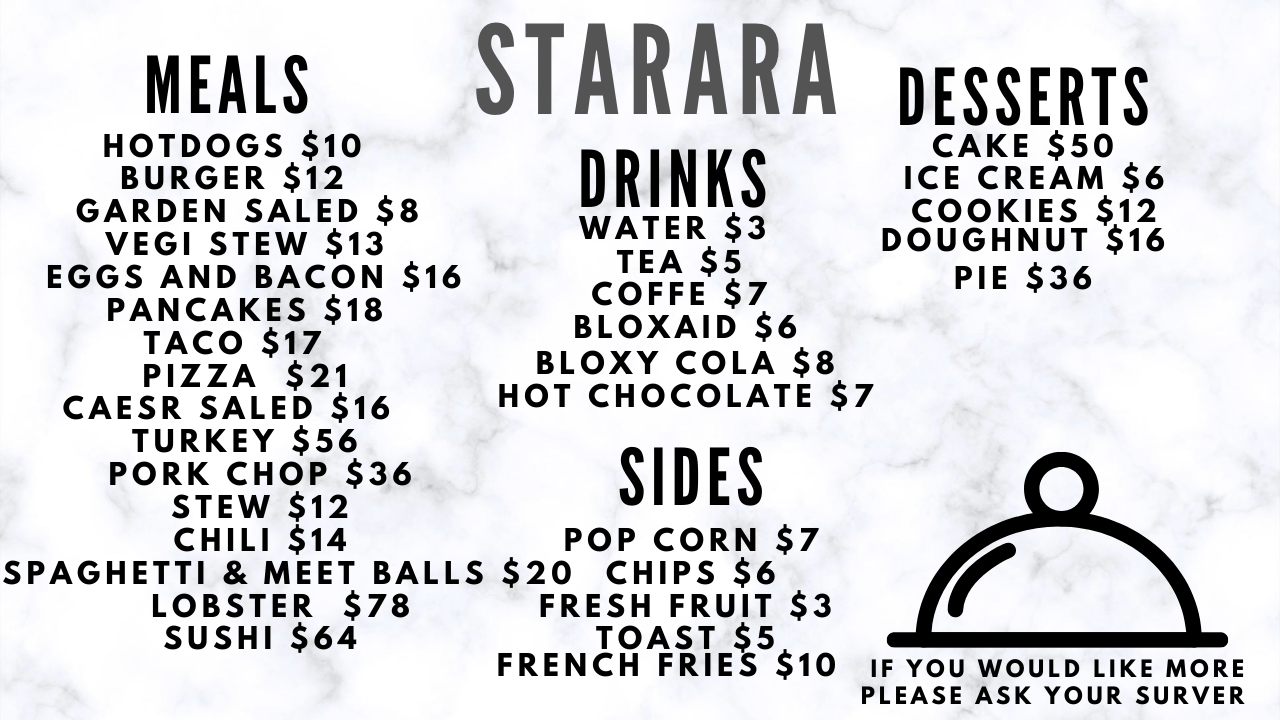 STARARA
MEALS
HOTDOGS $10
BURGER $12
GARDEN SALED $8
VEGI STEW $13
EGGS AND BACON $16
PANCAKES $18
TACO $17
PIZZA $21
CAESR SALED $16
TURKEY $56
PORK CHOP $36
STEW $12
CHILI $14
SPAGHETTI & MEET BALLS $20
LOBSTER $78
SUSHI $64
DRINKS
WATER $3
TEA $5
COFFE $7
BLOXAID $6
BLOXY COLA $8
HOT CHOCOLATE $7
SIDES
POP CORN $7
CHIPS $6
FRESH FRUIT $3
TOAST $5
FRENCH FRIES $10
DESSERTS
CAKE $50
ICE CREAM $6
COOKIES $12
DOUGHNUT $16
PIE $36
IF YOU WOULD LIKE MORE
PLEASE ASK YOUR SURVER